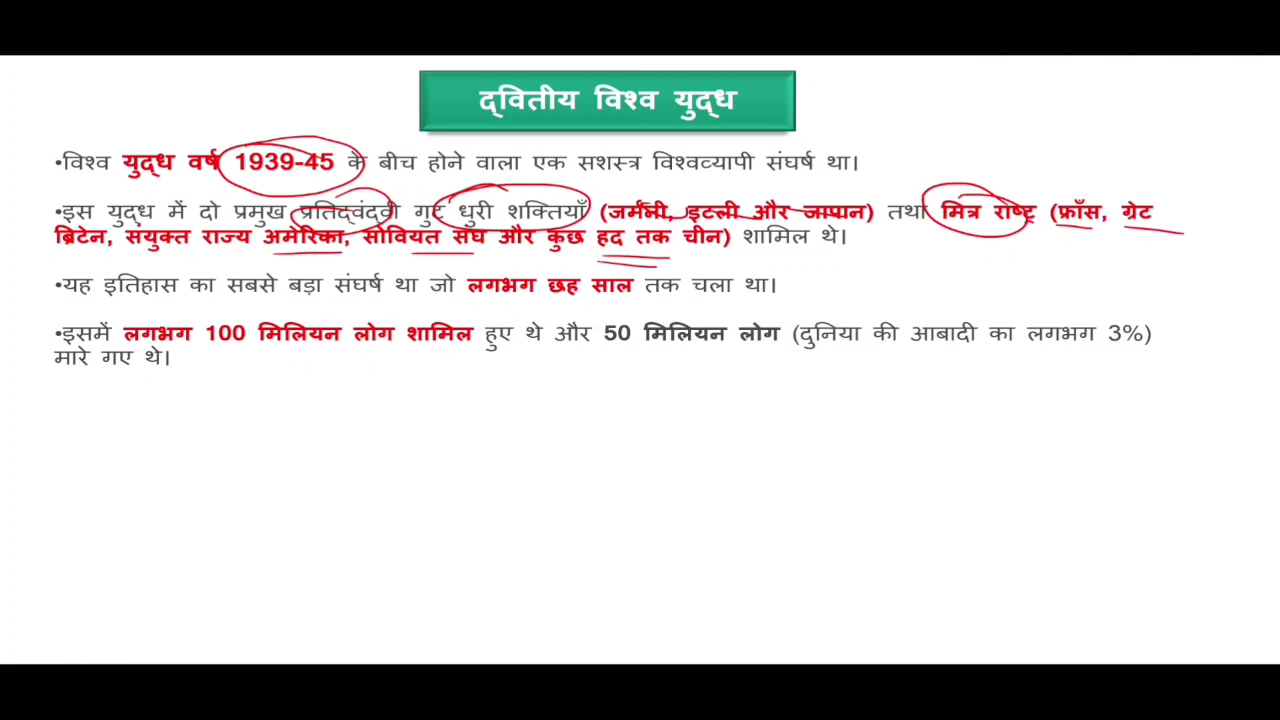 द्वितीय विश्व युद्ध
•विश्व युद्ध वर्ष 1939-45 के बीच होने वाला एक सशस्त्र विश्वव्यापी संघर्ष था।
•इस युद्ध में दो प्रमुख प्रतिद्वंद्वी गुट धुरी शक्तियाँ (जर्मनी, इटली और जापान) तथा मित्र राष्ट्र (फ्राँस, ग्रेट
ब्रिटेन, संयुक्त राज्य अमेरिका, सोवियत संघ और कुछ हद तक चीन) शामिल थे।
•यह इतिहास का सबसे बड़ा संघर्ष था जो लगभग छह साल तक चला था।
•इसमें लगभग 100 मिलियन लोग शामिल हुए थे और 50 मिलियन लोग (दुनिया की आबादी का लगभग 3%)
मारे गए थे।